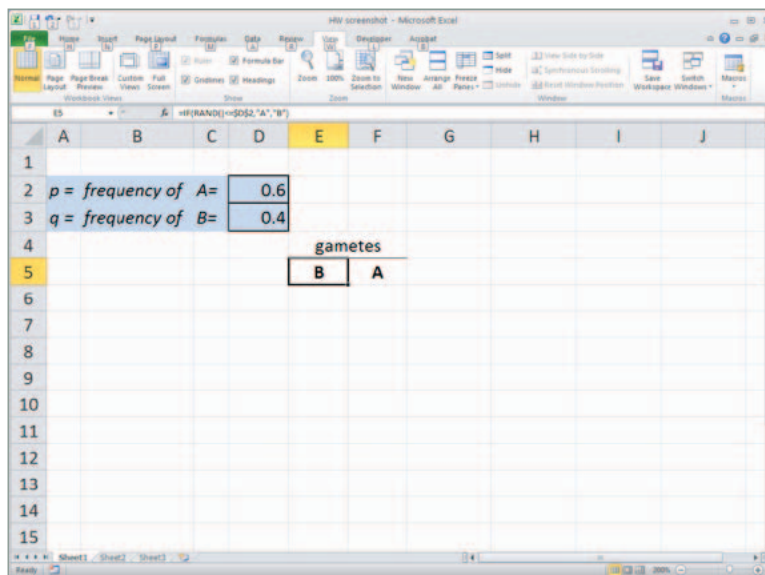 HW screenshot - Microsoft Excel
File Home Insert Page Layout Formulas Data Review View Developer Acrobat
Normal Page Layout Page Break Preview Custom Views Full Screen
Ruler Formula Bar
Gridlines Headings
Zoom 100% Zoom to Selection
New Window Arrange All Freeze Panes
Split
Hide
Unhide
View Side by Side
Synchronous Scrolling
Reset Window Position
Save Workspace Switch Windows Macros
Workbook Views Show Zoom Window Macros
E5 fx =IF(RAND()<=$D$2,"A","B")
A B C D E F G H I J
1
2 p = frequency of A= 0.6
3 q = frequency of B= 0.4
4 gametes
5 B A
6
7
8
9
10
11
12
13
14
15
Sheet1 Sheet2 Sheet3
Ready 200%